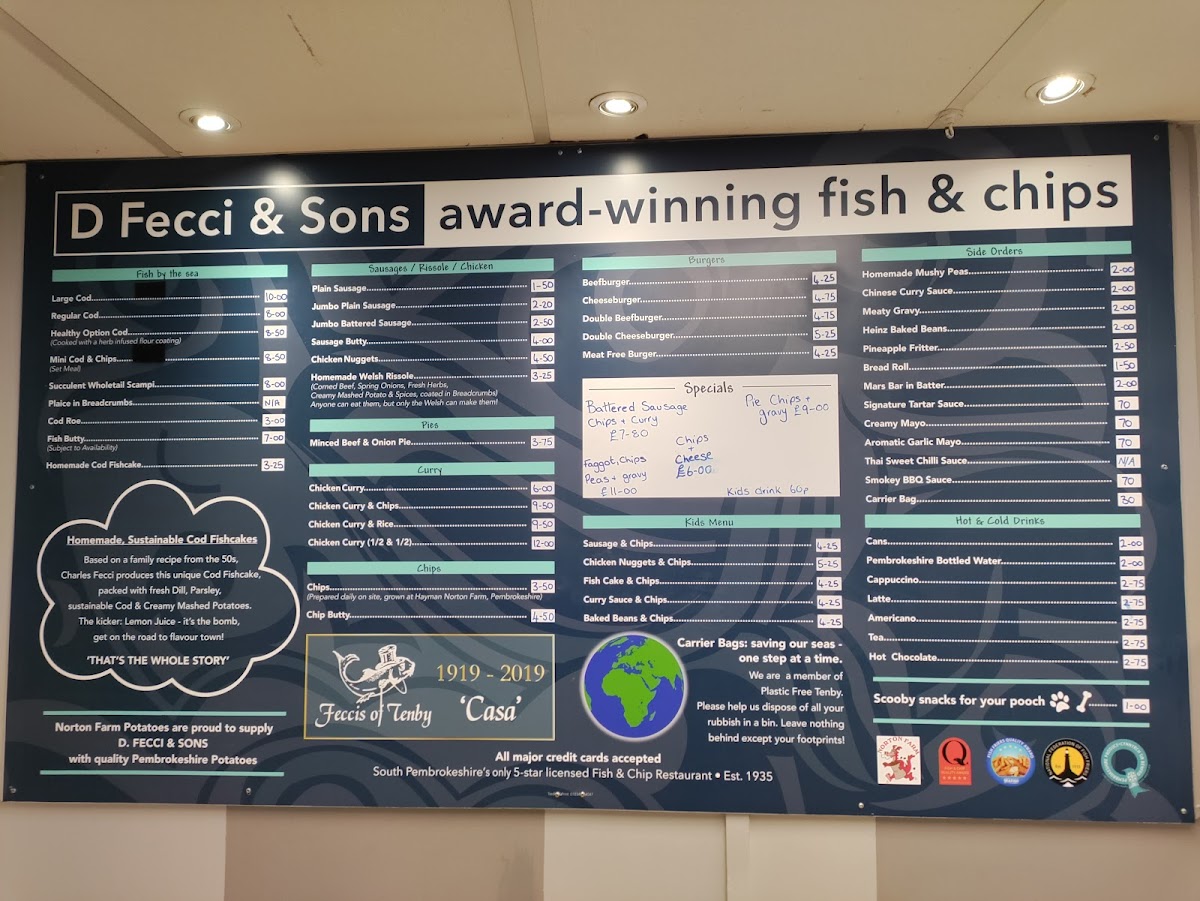 D Fecci & Sons award-winning fish & chips
Fish by the sea
Large Cod 10-00
Regular Cod 8-00
Healthy Option Cod 8-50
(Cooked with a herb infused flour coating)
Mini Cod & Chips 8-50
(Set Meal)
Succulent Wholetail Scampi 8-00
Plaice in Breadcrumbs N/A
Cod Roe 3-00
Fish Butty 7-00
(Subject to Availability)
Homemade Cod Fishcake 3-25
Homemade, Sustainable Cod Fishcakes
Based on a family recipe from the 50s,
Charles Fecci produces this unique Cod Fishcake,
packed with fresh Dill, Parsley,
sustainable Cod & Creamy Mashed Potatoes.
The kicker: Lemon Juice - it's the bomb,
get on the road to flavour town!
'THAT'S THE WHOLE STORY'
Norton Farm Potatoes are proud to supply
D. FECCI & SONS
with quality Pembrokeshire Potatoes
Sausages / Rissole / Chicken
Plain Sausage 1-50
Jumbo Plain Sausage 2-20
Jumbo Battered Sausage 2-50
Sausage Butty 4-00
Chicken Nuggets 4-50
Homemade Welsh Rissole 3-25
(Corned Beef, Spring Onions, Fresh Herbs,
Creamy Mashed Potato & Spices, coated in Breadcrumbs)
Anyone can eat them, but only the Welsh can make them!
Pies
Minced Beef & Onion Pie 3-75
Curry
Chicken Curry 6-00
Chicken Curry & Chips 9-50
Chicken Curry & Rice 9-50
Chicken Curry (1/2 & 1/2) 12-00
Chips
Chips 3-50
(Prepared daily on site, grown at Hayman Norton Farm, Pembrokeshire)
Chip Butty 4-50
1919 - 2019
Feccis of Tenby 'Casa'
Burgers
Beefburger 4-25
Cheeseburger 4-75
Double Beefburger 4-75
Double Cheeseburger 5-25
Meat Free Burger 4-25
Specials
Battered Sausage
Chips + Curry
£7-80
Pie Chips +
gravy £9-00
Chips
+
Cheese
£6-00
Faggot, Chips
Peas + gravy
£11-00
Kids drink 60p
Kids Menu
Sausage & Chips 4-25
Chicken Nuggets & Chips 5-25
Fish Cake & Chips 4-25
Curry Sauce & Chips 4-25
Baked Beans & Chips 4-25
Carrier Bags: saving our seas -
one step at a time.
We are a member of
Plastic Free Tenby.
Please help us dispose of all your
rubbish in a bin. Leave nothing
behind except your footprints!
All major credit cards accepted
South Pembrokeshire's only 5-star licensed Fish & Chip Restaurant • Est. 1935
Side Orders
Homemade Mushy Peas 2-00
Chinese Curry Sauce 2-00
Meaty Gravy 2-00
Heinz Baked Beans 2-00
Pineapple Fritter 2-50
Bread Roll 1-50
Mars Bar in Batter 2-00
Signature Tartar Sauce 70
Creamy Mayo 70
Aromatic Garlic Mayo 70
Thai Sweet Chilli Sauce N/A
Smokey BBQ Sauce 70
Carrier Bag 30
Hot & Cold Drinks
Cans 2-00
Pembrokeshire Bottled Water 2-00
Cappuccino 2-75
Latte 2-75
Americano 2-75
Tea 2-75
Hot Chocolate 2-75
Scooby snacks for your pooch 1-00
NORTON FARM
Q
Q